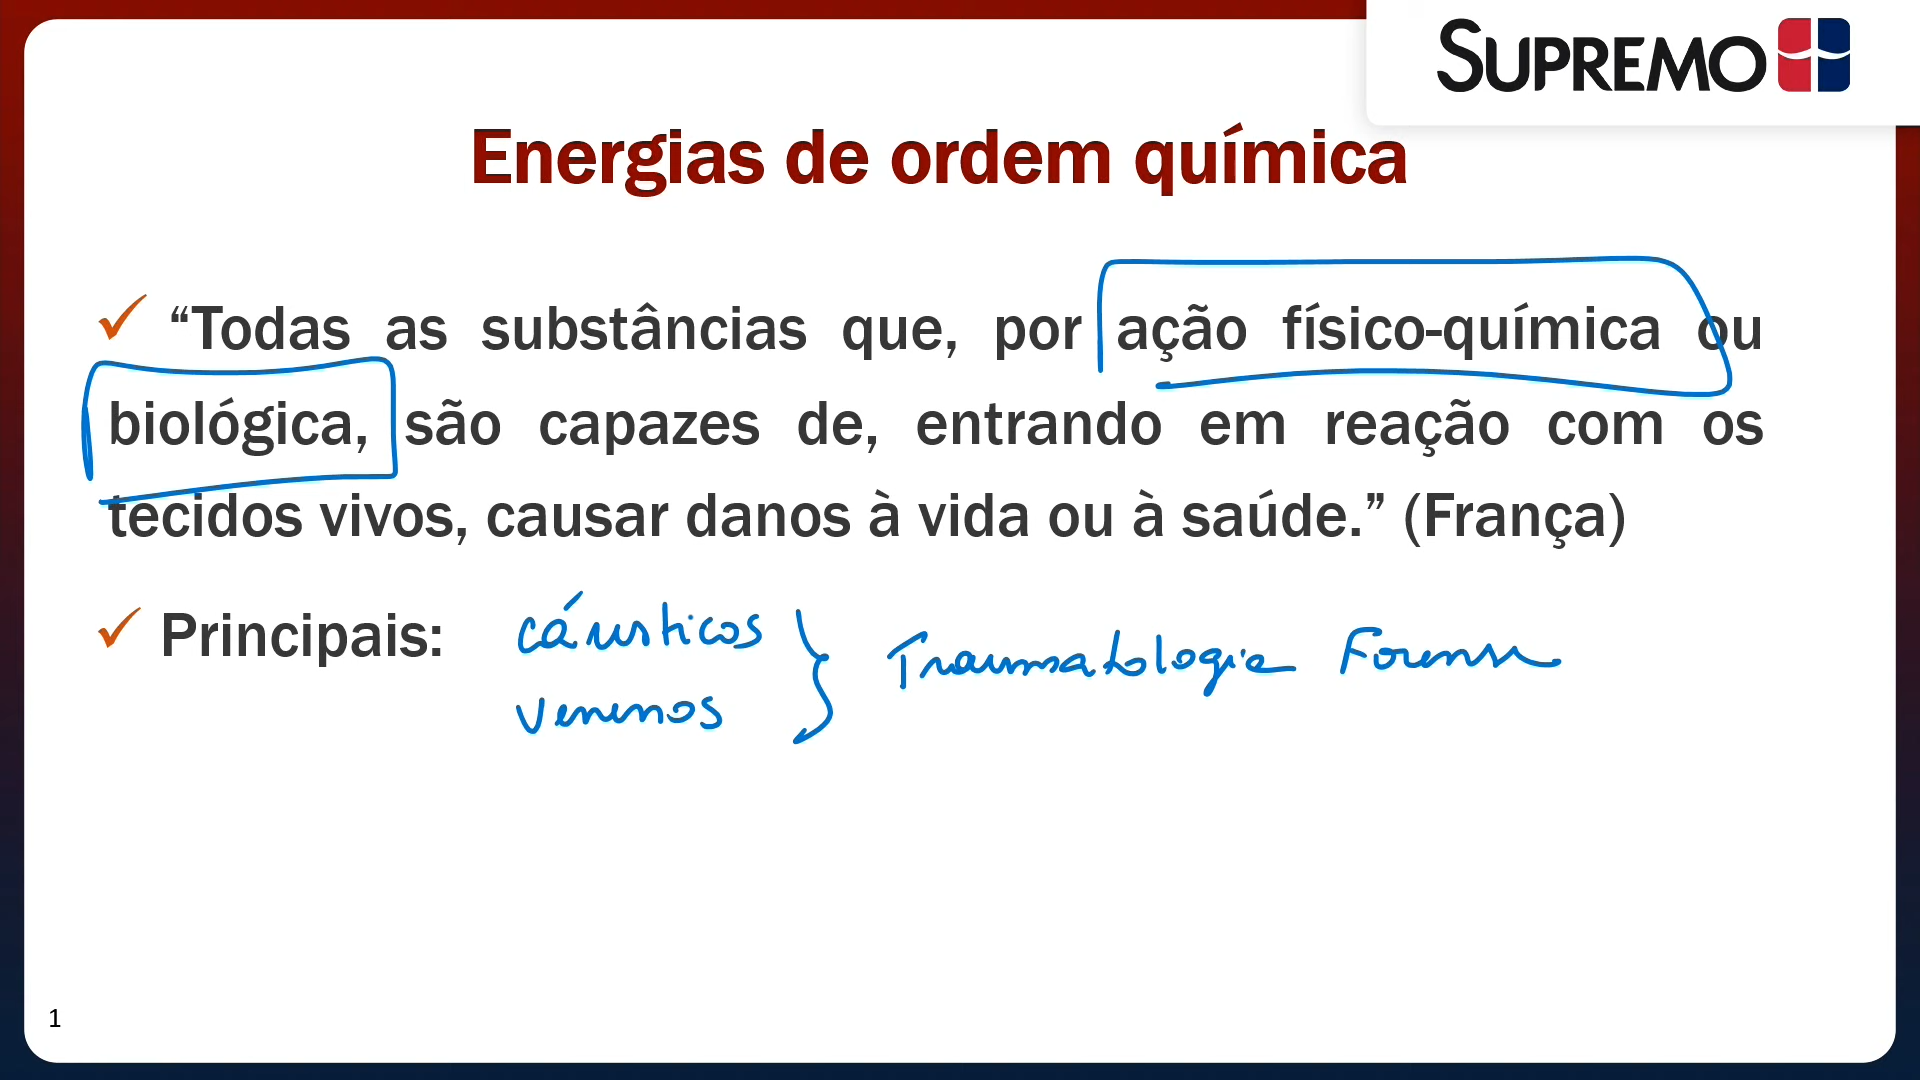 SUPREMO
Energias de ordem química
“Todas as substâncias que, por ação físico-química ou
biológica, são capazes de, entrando em reação com os
tecidos vivos, causar danos à vida ou à saúde.” (França)
Principais: cáusticos
venenos
Traumatologia Forense
1